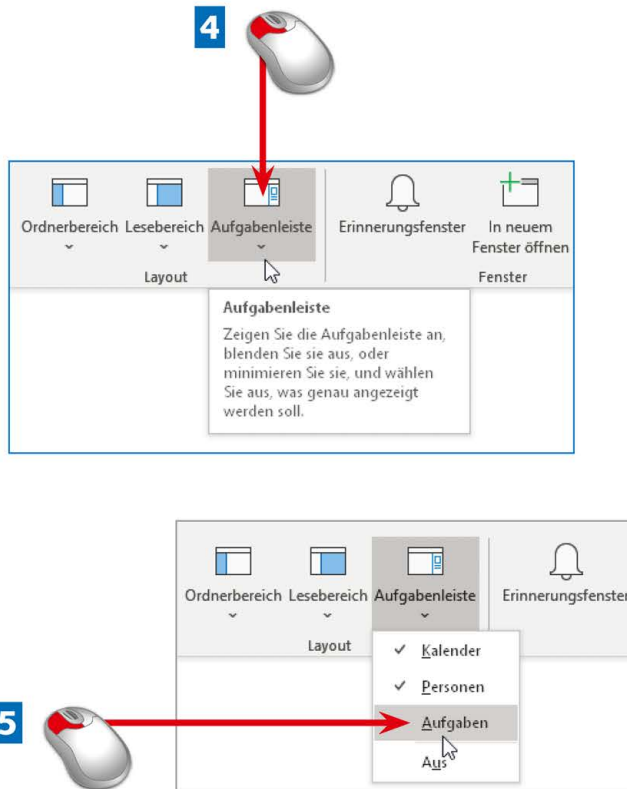 4
Ordnerbereich Lesebereich Aufgabenleiste Erinnerungsfenster In neuem
Fenster öffnen
Layout Fenster
Aufgabenleiste
Zeigen Sie die Aufgabenleiste an,
blenden Sie sie aus, oder
minimieren Sie sie, und wählen
Sie aus, was genau angezeigt
werden soll.
Ordnerbereich Lesebereich Aufgabenleiste Erinnerungsfenster
Layout
Kalender
Personen
5
Aufgaben
Aus